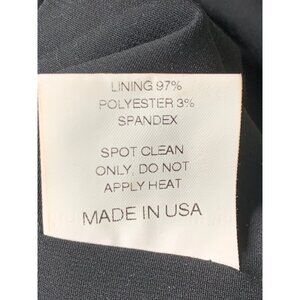 LINING 97%
POLYESTER 3%
SPANDEX
SPOT CLEAN
ONLY, DO NOT
APPLY HEAT
MADE IN USA